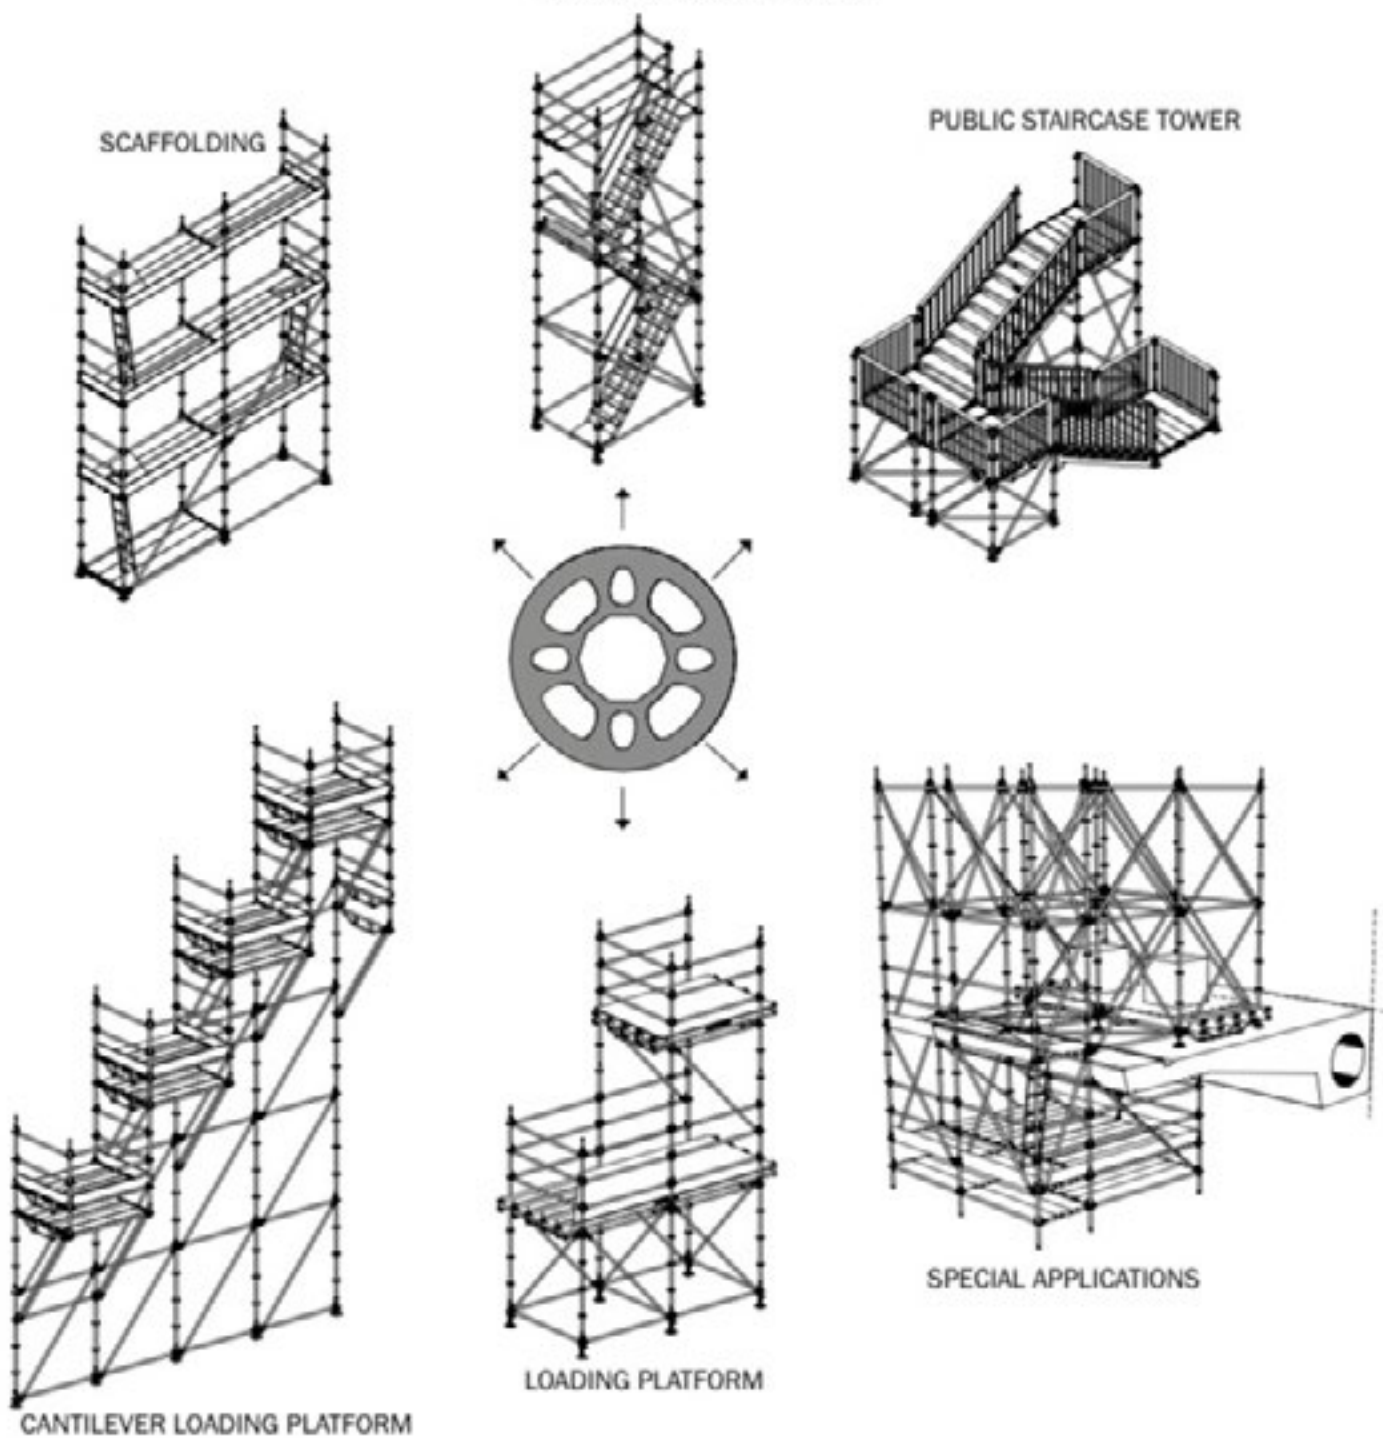 SCAFFOLDING
PUBLIC STAIRCASE TOWER
SPECIAL APPLICATIONS
LOADING PLATFORM
CANTILEVER LOADING PLATFORM